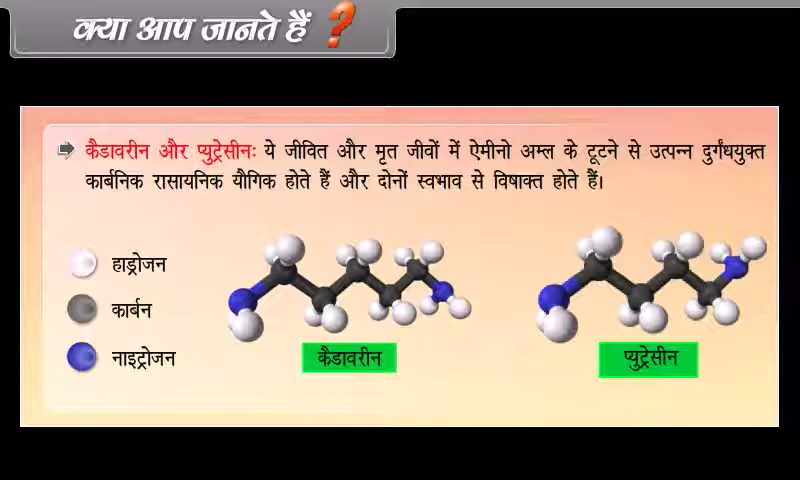 क्या आप जानते हैं ?
कैडावरीन और प्युट्रेसीनः ये जीवित और मृत जीवों में ऐमीनो अम्ल के टूटने से उत्पन्न दुर्गंधयुक्त
कार्बनिक रासायनिक यौगिक होते हैं और दोनों स्वभाव से विषाक्त होते हैं।
हाड्रोजन
कार्बन
नाइट्रोजन
कैडावरीन
प्युट्रेसीन